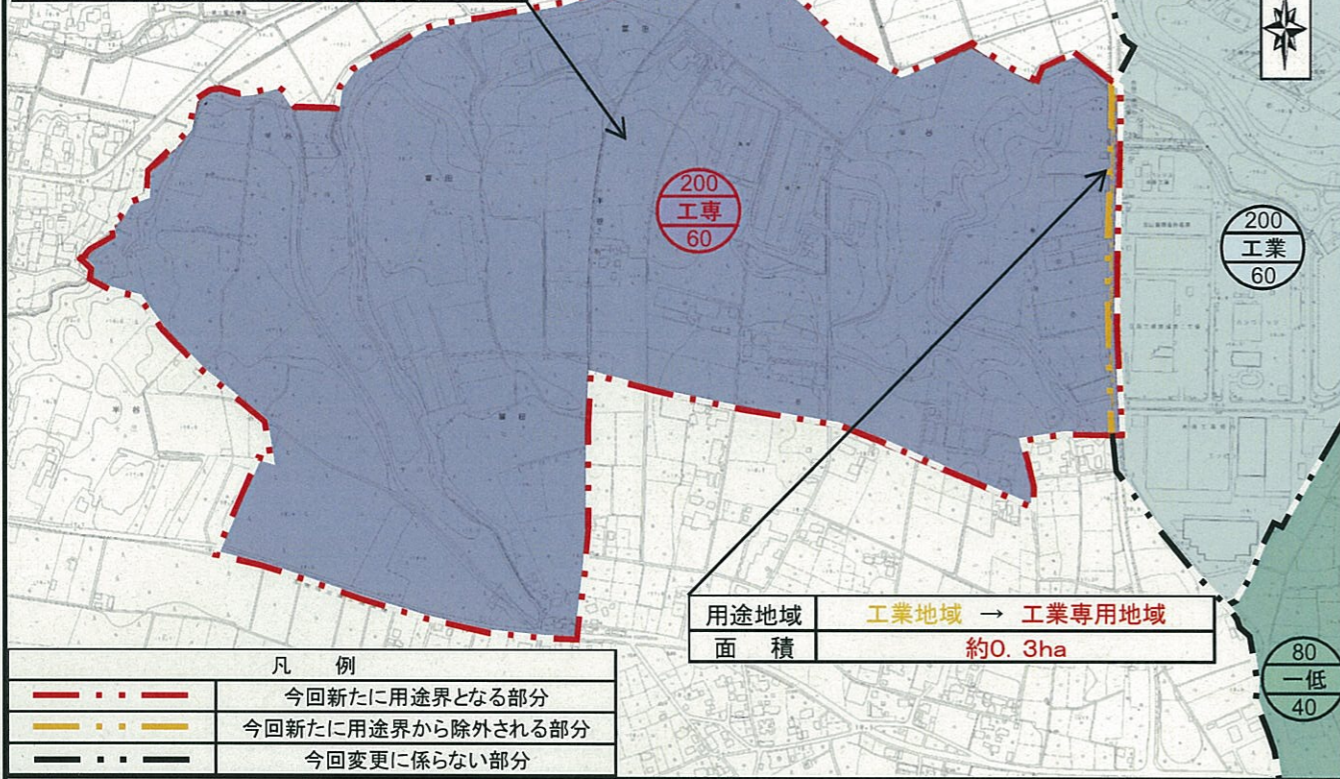 200
工専
60
200
工業
60
用途地域 工業地域 → 工業専用地域
面 積 約0.3ha
80
一低
40
凡 例
今回新たに用途界となる部分
今回新たに用途界から除外される部分
今回変更に係らない部分